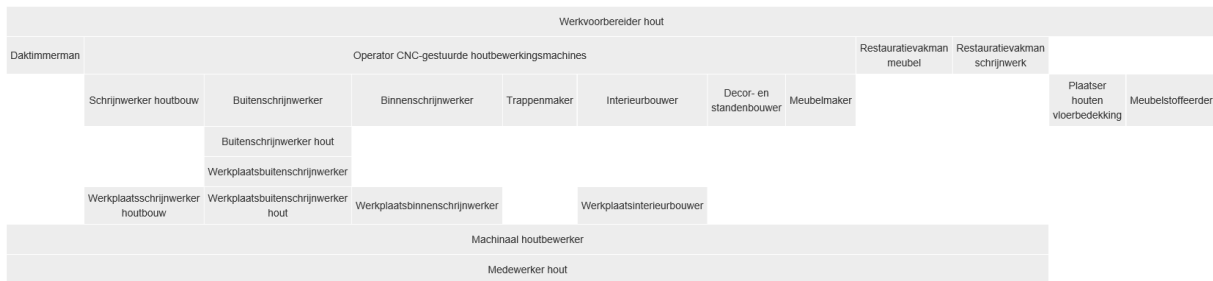 Werkvoorbereider hout
Daktimmerman
Operator CNC-gestuurde houtbewerkingsmachines
Restauratievakman
meubel
Restauratievakman
schrijnwerk
Schrijnwerker houtbouw
Buitenschrijnwerker
Binnenschrijnwerker
Trappenmaker
Interieurbouwer
Decor- en
standenbouwer
Meubelmaker
Plaatser
houten
vloerbedekking
Meubelstoffeerder
Buitenschrijnwerker hout
Werkplaatsbuitenschrijnwerker
Werkplaatsschrijnwerker
houtbouw
Werkplaatsbuitenschrijnwerker
hout
Werkplaatsbinnenschrijnwerker
Werkplaatsinterieurbouwer
Machinaal houtbewerker
Medewerker hout